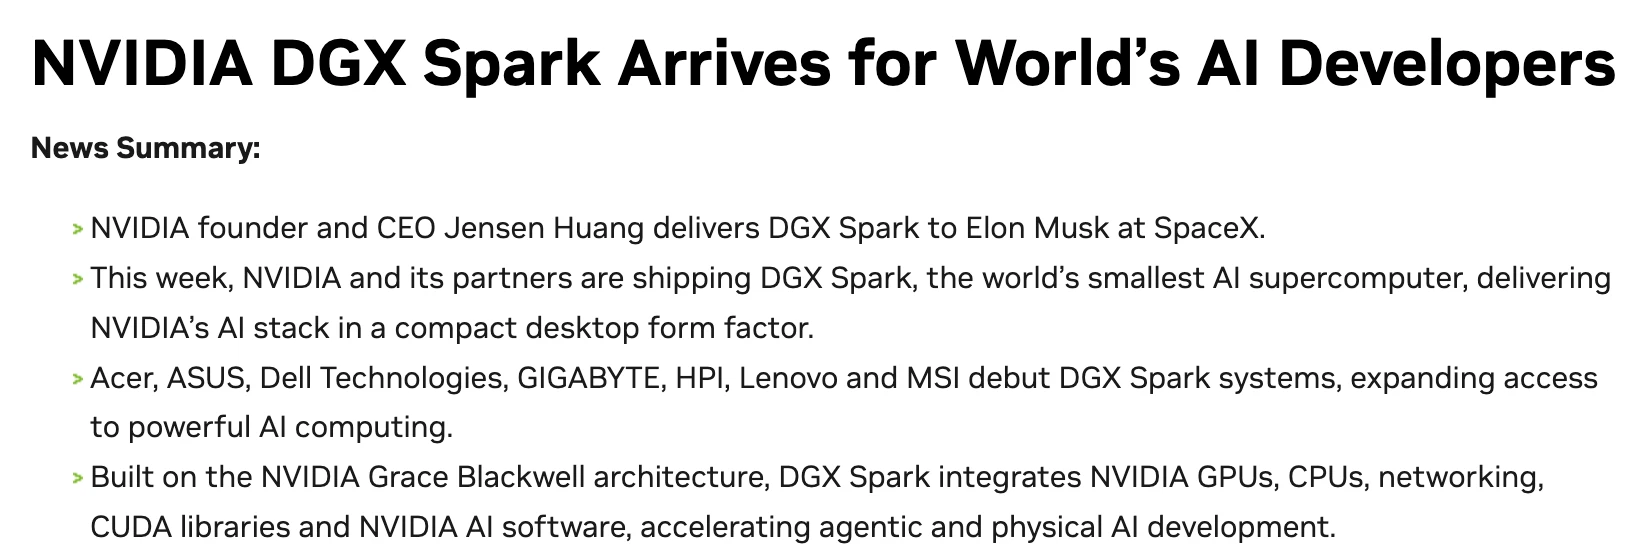 NVIDIA DGX Spark Arrives for World’s AI Developers
News Summary:
> NVIDIA founder and CEO Jensen Huang delivers DGX Spark to Elon Musk at SpaceX.
> This week, NVIDIA and its partners are shipping DGX Spark, the world’s smallest AI supercomputer, delivering
NVIDIA’s AI stack in a compact desktop form factor.
> Acer, ASUS, Dell Technologies, GIGABYTE, HPI, Lenovo and MSI debut DGX Spark systems, expanding access
to powerful AI computing.
> Built on the NVIDIA Grace Blackwell architecture, DGX Spark integrates NVIDIA GPUs, CPUs, networking,
CUDA libraries and NVIDIA AI software, accelerating agentic and physical AI development.